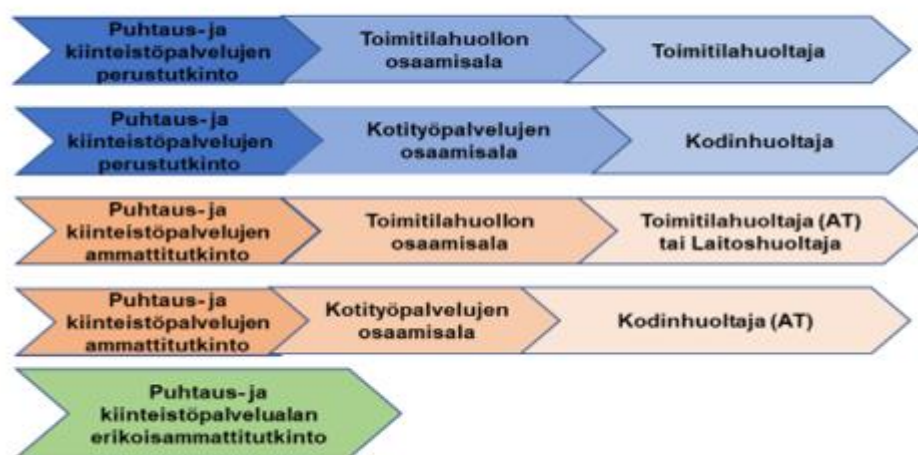 Puhtaus- ja
kiinteistöpalvelujen
perustutkinto
Toimitilahuollon
osaamisala
Toimitilahuoltaja
Puhtaus- ja
kiinteistöpalvelujen
perustutkinto
Kotityöpalvelujen
osaamisala
Kodinhuoltaja
Puhtaus- ja
kiinteistöpalvelujen
ammattitutkinto
Toimitilahuollon
osaamisala
Toimitilahuoltaja (AT)
tai Laitoshuoltaja
Puhtaus- ja
kiinteistöpalvelujen
ammattitutkinto
Kotityöpalvelujen
osaamisala
Kodinhuoltaja (AT)
Puhtaus- ja
kiinteistöpalvelualan
erikoisammattitutkinto